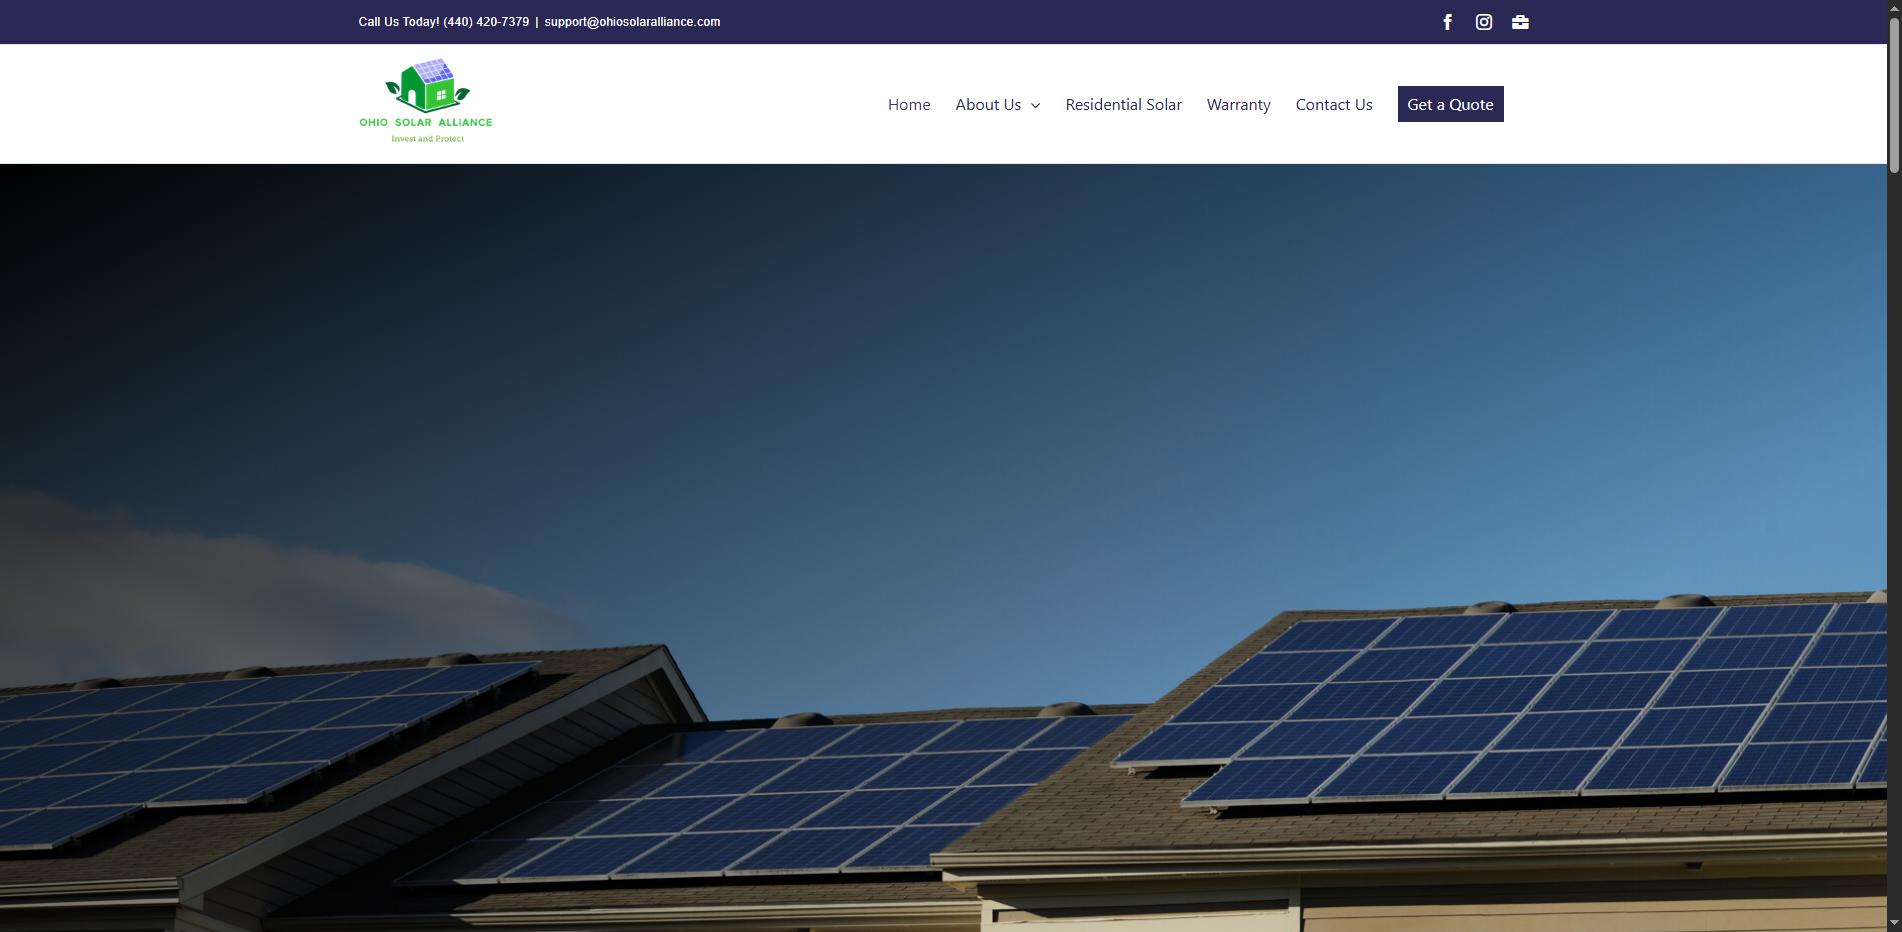 Call Us Today! (440) 420-7379 | support@ohiosolaralliance.com
OHIO SOLAR ALLIANCE
Invest and Protect
Home About Us Residential Solar Warranty Contact Us Get a Quote